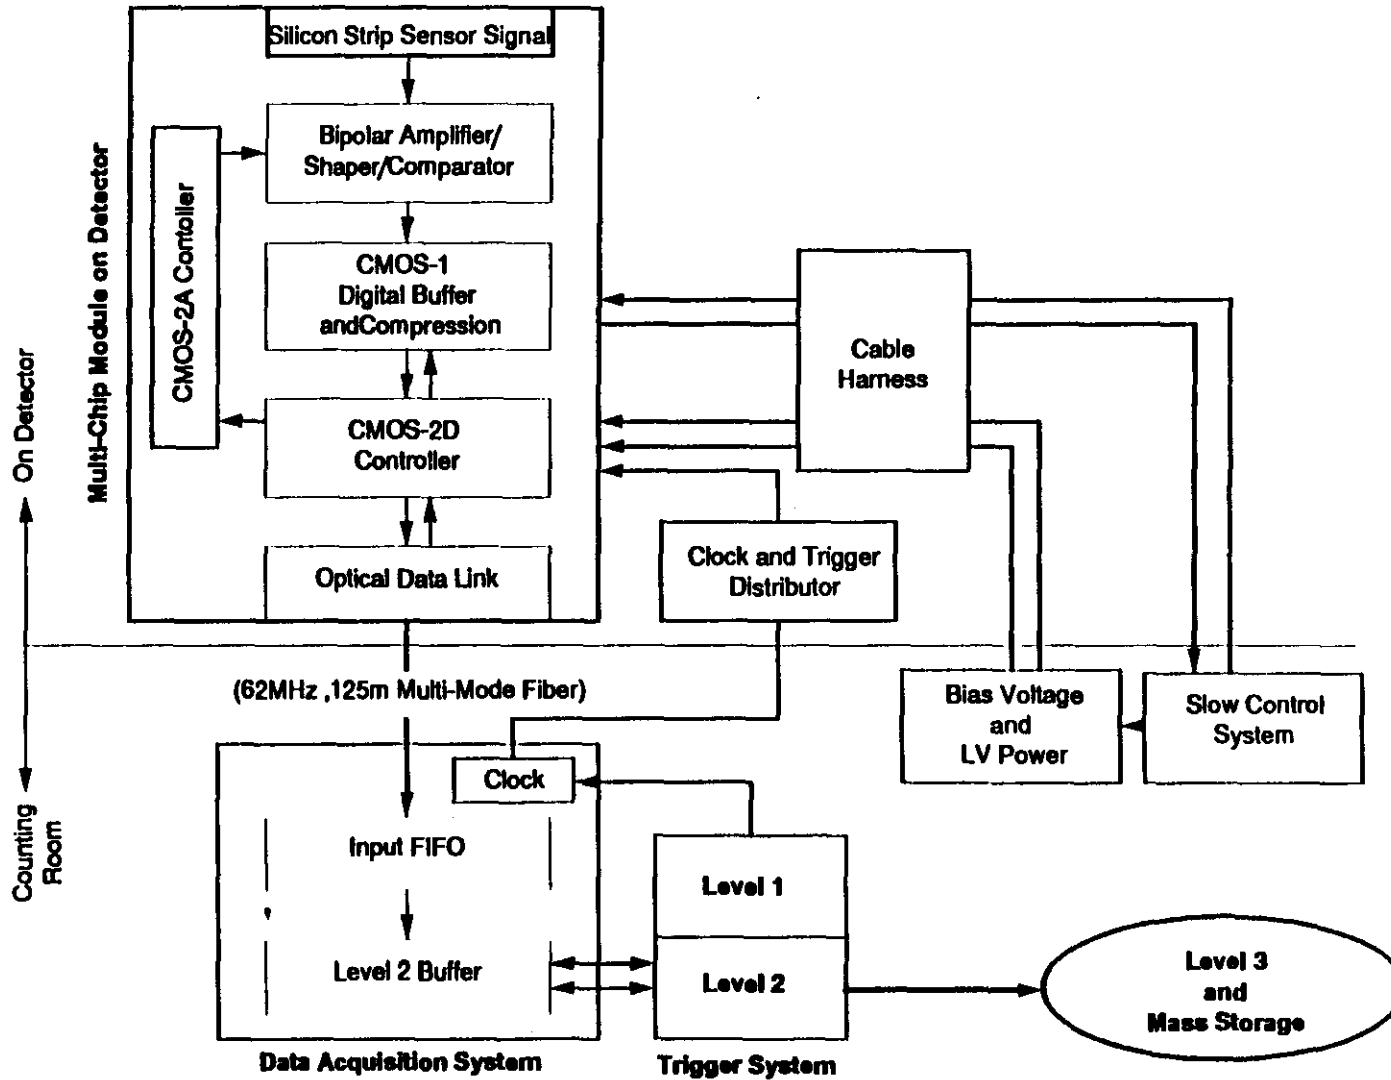 Silicon Strip Sensor Signal
Bipolar Amplifier/
Shaper/Comparator
CMOS-2A Contoller
Multi-Chip Module on Detector
CMOS-1
Digital Buffer
andCompression
CMOS-2D
Controller
Optical Data Link
Cable
Harness
Clock and Trigger
Distributor
On Detector
Counting
Room
(62MHz ,125m Multi-Mode Fiber)
Bias Voltage
and
LV Power
Slow Control
System
Clock
Input FIFO
Level 2 Buffer
Data Acquisition System
Level 1
Level 2
Trigger System
Level 3
and
Mass Storage